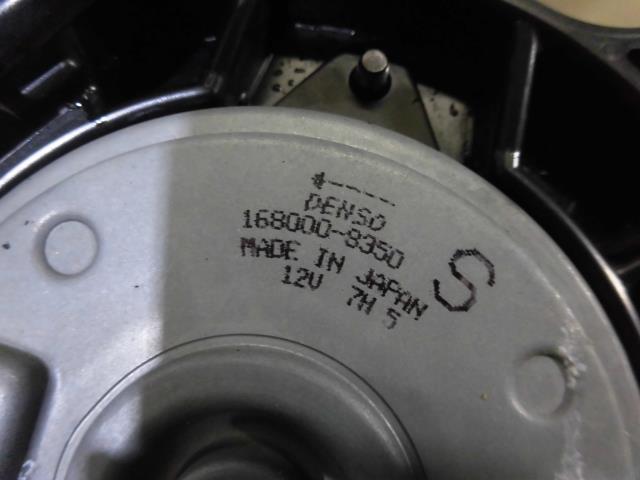 DENSO
168000-8350
MADE IN JAPAN
12V 7H 5
S